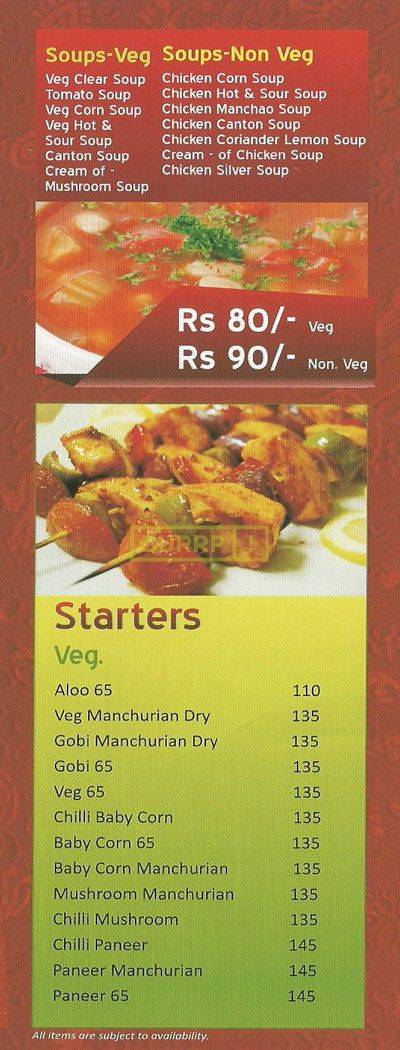 Soups-Veg
Veg Clear Soup
Tomato Soup
Veg Corn Soup
Veg Hot &
Sour Soup
Canton Soup
Cream of -
Mushroom Soup
Soups-Non Veg
Chicken Corn Soup
Chicken Hot & Sour Soup
Chicken Manchao Soup
Chicken Canton Soup
Chicken Coriander Lemon Soup
Cream - of Chicken Soup
Chicken Silver Soup
Rs 80/- Veg
Rs 90/- Non. Veg
Starters
Veg.
Aloo 65 110
Veg Manchurian Dry 135
Gobi Manchurian Dry 135
Gobi 65 135
Veg 65 135
Chilli Baby Corn 135
Baby Corn 65 135
Baby Corn Manchurian 135
Mushroom Manchurian 135
Chilli Mushroom 135
Chilli Paneer 145
Paneer Manchurian 145
Paneer 65 145
All items are subject to availability.